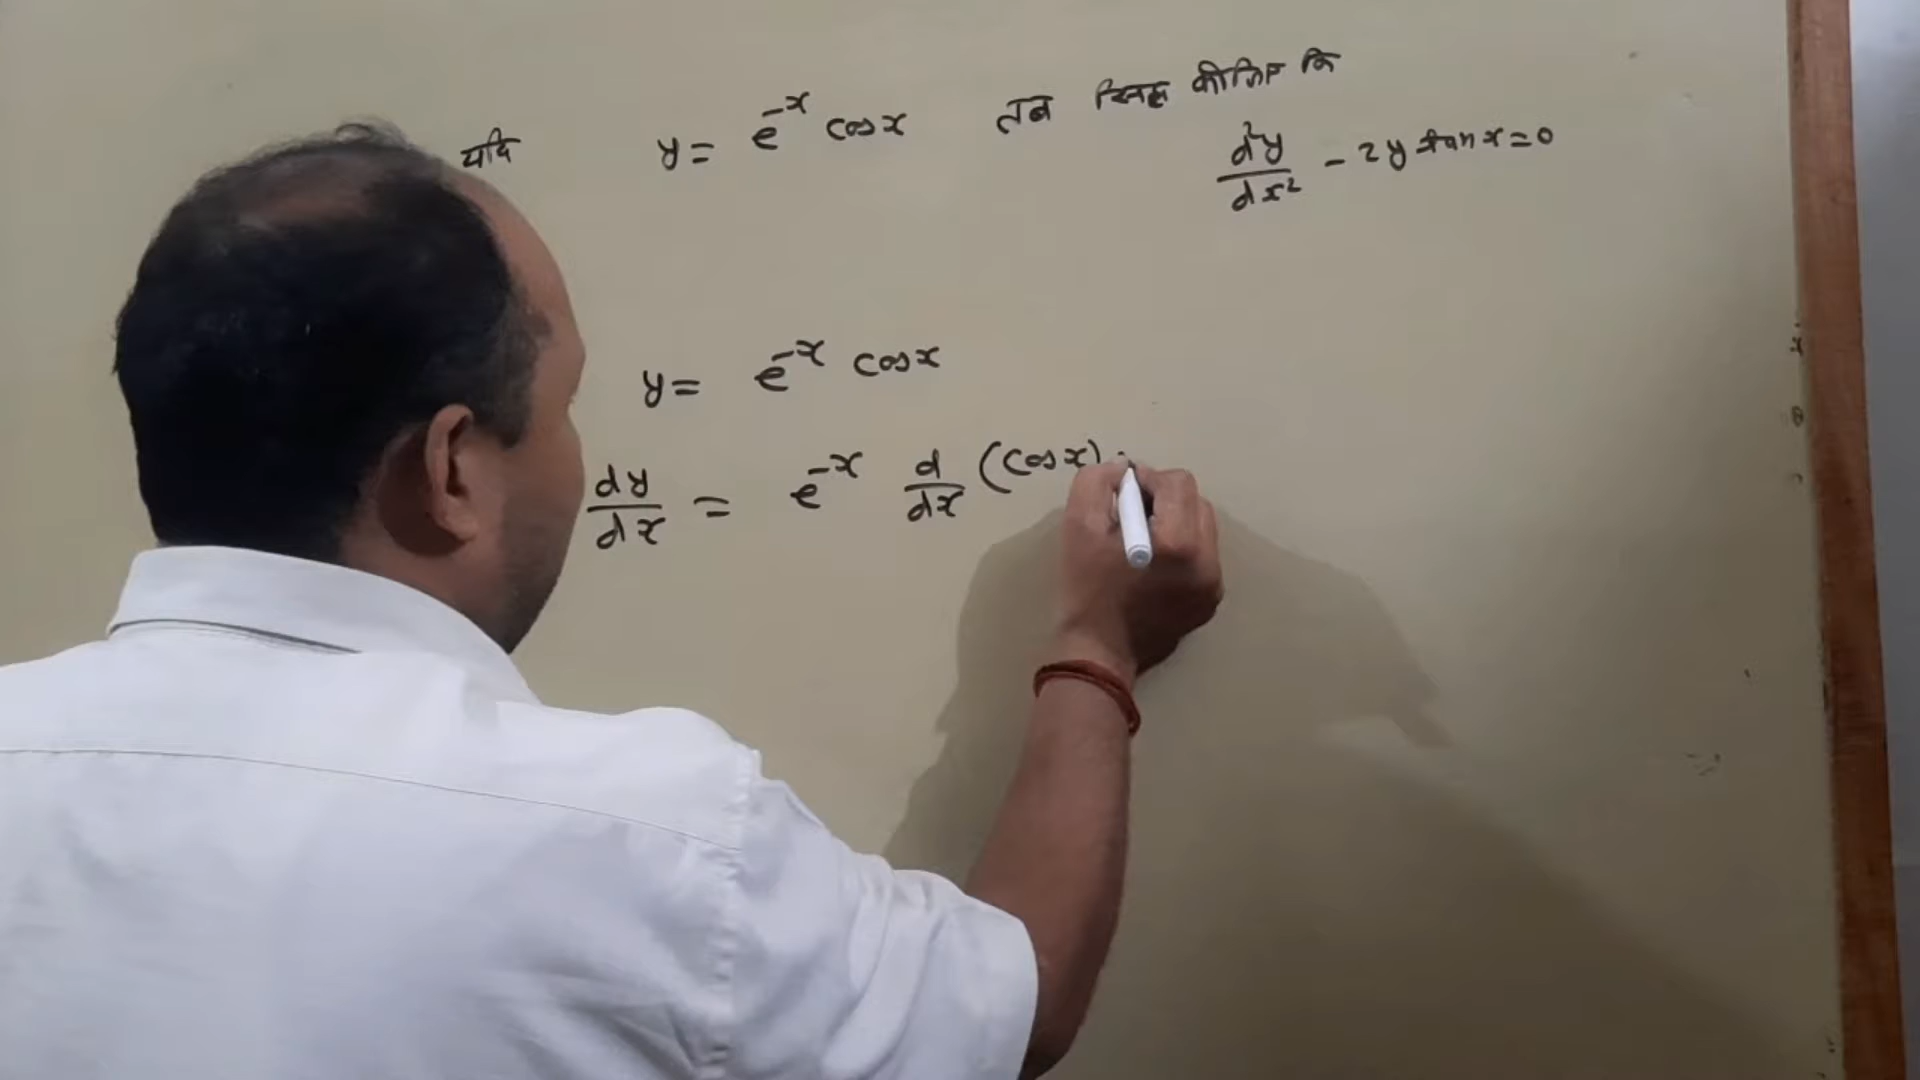 यदि y = e^{-x} cos x तब सिद्ध कीजिए कि
d²y/dx² - 2y tan x = 0
y = e^{-x} cos x
dy/dx = e^{-x} d/dx (cos x)